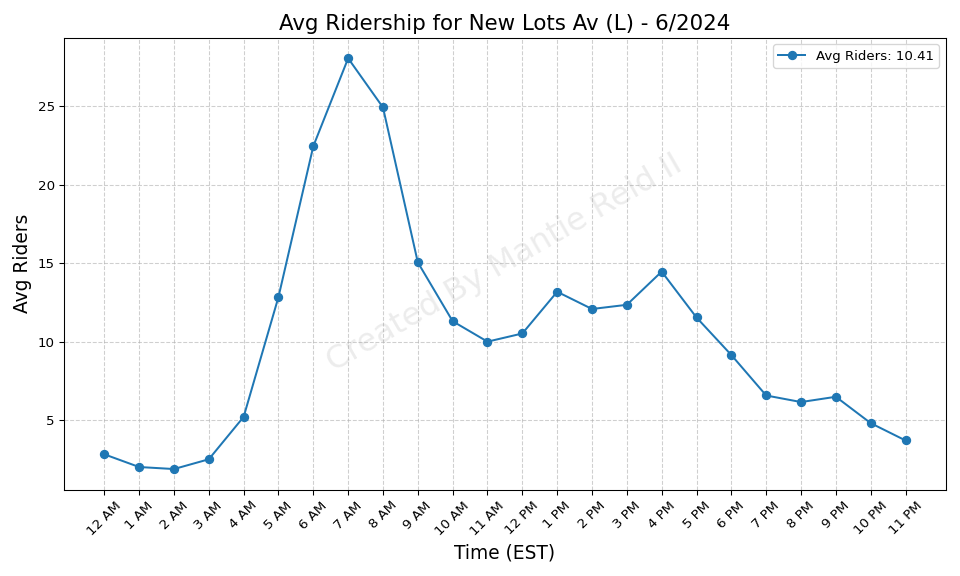 Avg Ridership for New Lots Av (L) - 6/2024
Avg Riders: 10.41
Avg Riders
25
20
15
10
5
Created By Mantie Reid II
12 AM
1 AM
2 AM
3 AM
4 AM
5 AM
6 AM
7 AM
8 AM
9 AM
10 AM
11 AM
12 PM
1 PM
2 PM
3 PM
4 PM
5 PM
6 PM
7 PM
8 PM
9 PM
10 PM
11 PM
Time (EST)